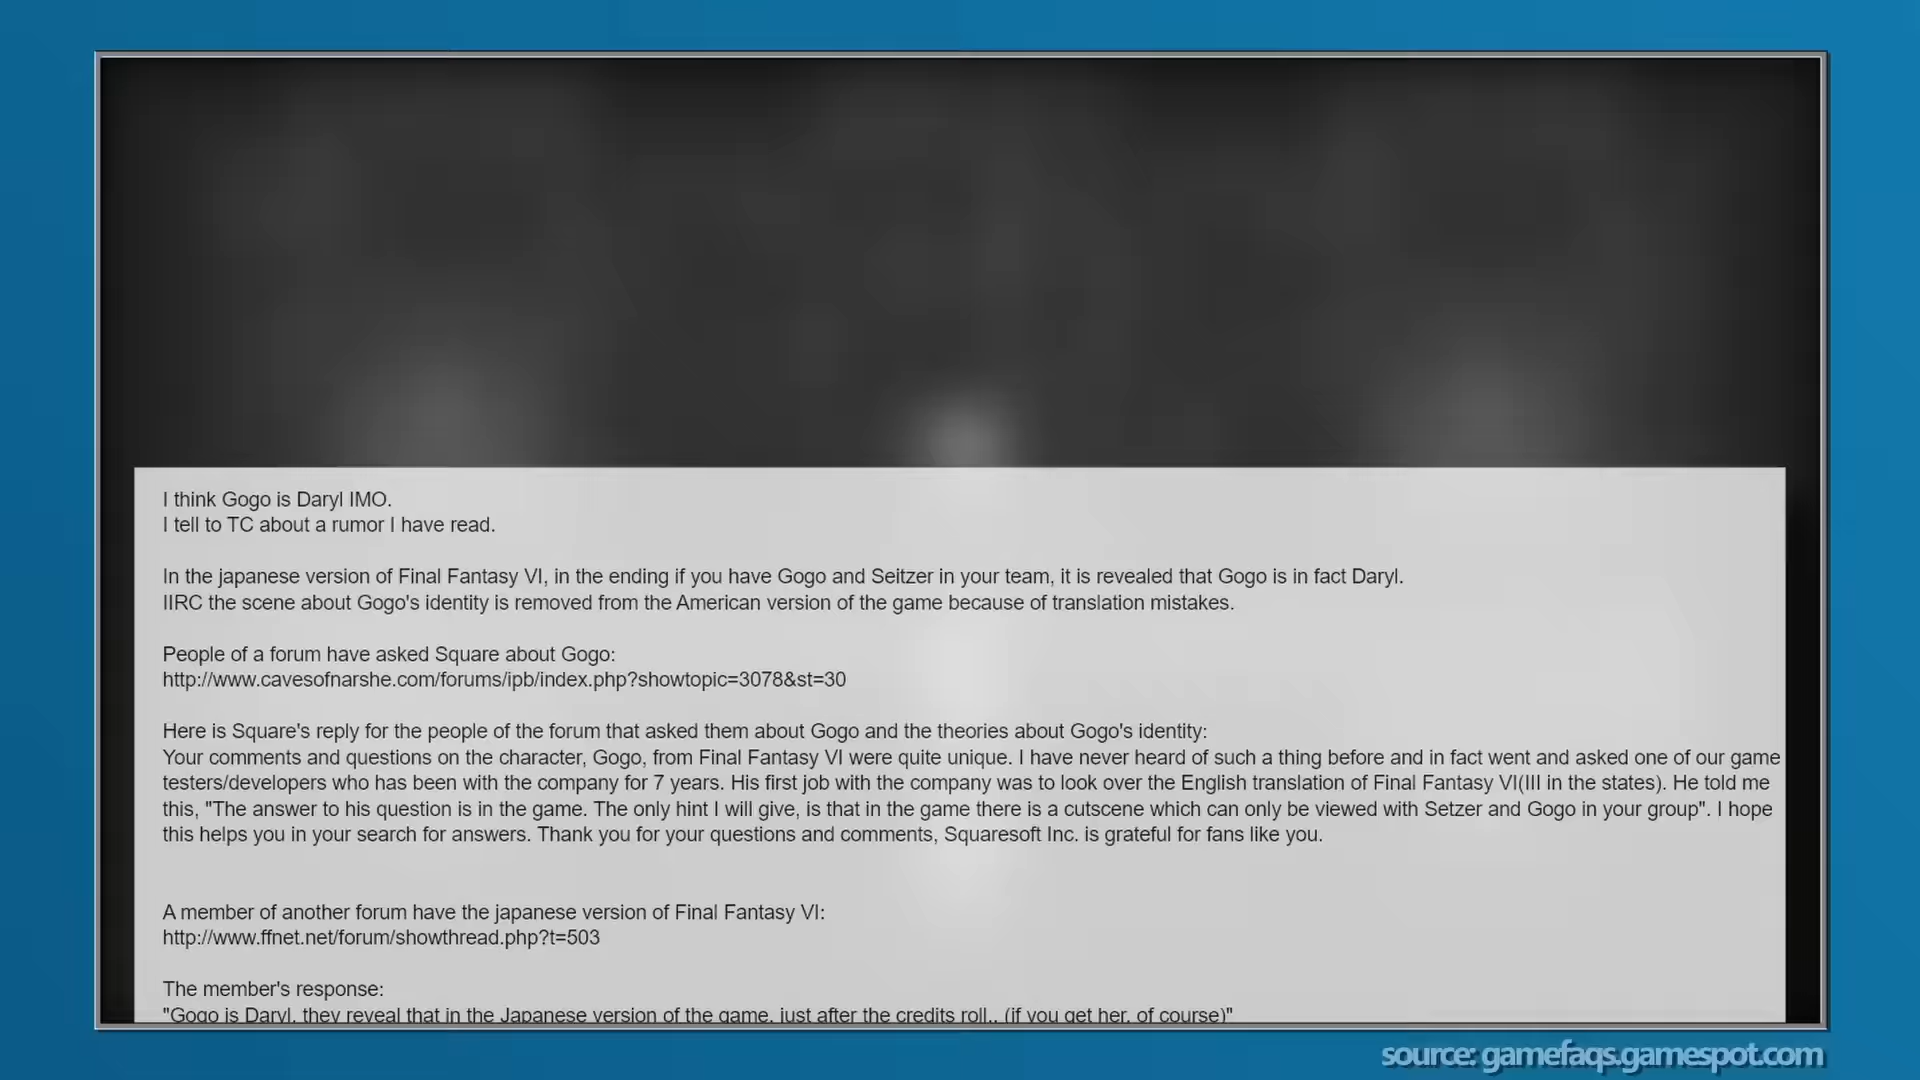 I think Gogo is Daryl IMO.
I tell to TC about a rumor I have read.
In the japanese version of Final Fantasy VI, in the ending if you have Gogo and Seitzer in your team, it is revealed that Gogo is in fact Daryl.
IIRC the scene about Gogo's identity is removed from the American version of the game because of translation mistakes.
People of a forum have asked Square about Gogo:
http://www.cavesofnarshe.com/forums/ipb/index.php?showtopic=3078&st=30
Here is Square's reply for the people of the forum that asked them about Gogo and the theories about Gogo's identity:
Your comments and questions on the character, Gogo, from Final Fantasy VI were quite unique. I have never heard of such a thing before and in fact went and asked one of our game
testers/developers who has been with the company for 7 years. His first job with the company was to look over the English translation of Final Fantasy VI(III in the states). He told me
this, "The answer to his question is in the game. The only hint I will give, is that in the game there is a cutscene which can only be viewed with Setzer and Gogo in your group". I hope
this helps you in your search for answers. Thank you for your questions and comments, Squaresoft Inc. is grateful for fans like you.
A member of another forum have the japanese version of Final Fantasy VI:
http://www.ffnet.net/forum/showthread.php?t=503
The member's response:
"Gogo is Daryl, they reveal that in the Japanese version of the game, just after the credits roll.. (if you get her, of course)"
source: gamefaqs.gamespot.com